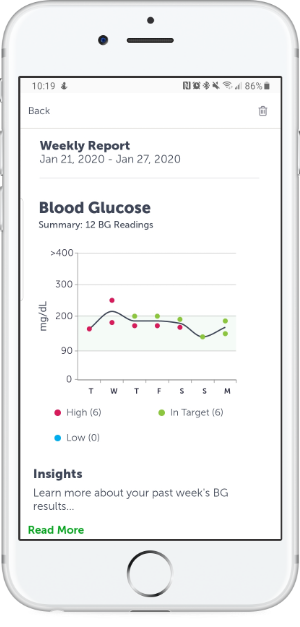 10:19
86%
Back
Weekly Report
Jan 21, 2020 - Jan 27, 2020
Blood Glucose
Summary: 12 BG Readings
>400
300
mg/dL
200
90
0
T W T F S S M
High (6)
In Target (6)
Low (0)
Insights
Learn more about your past week's BG
results...
Read More